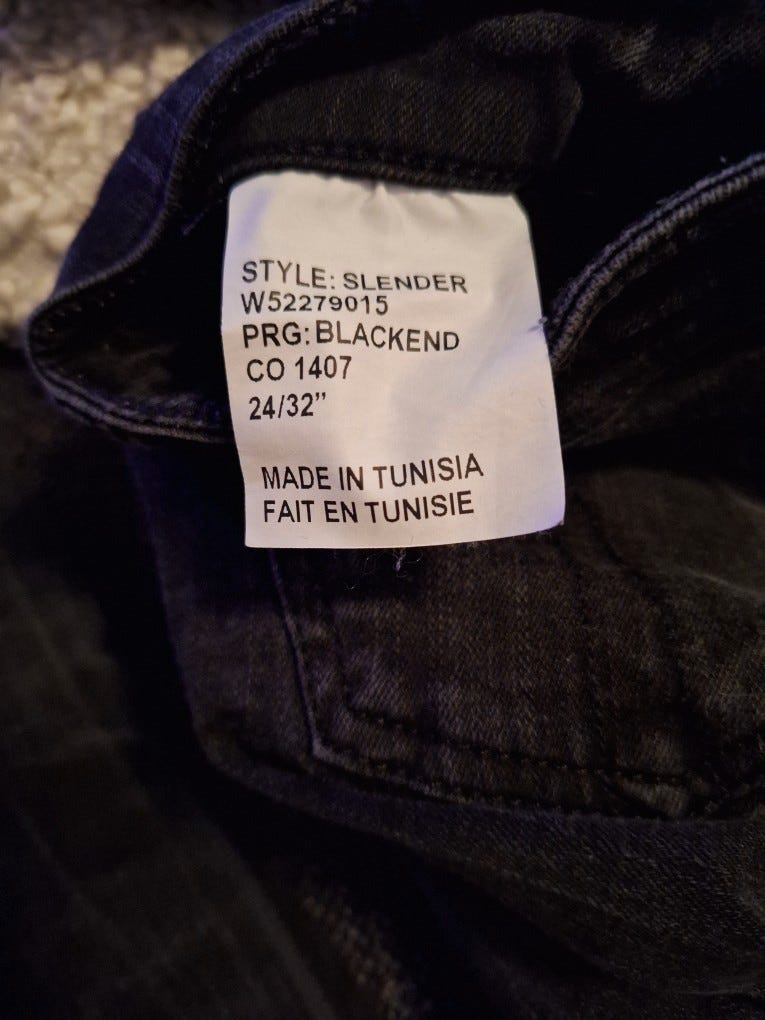 STYLE: SLENDER
W52279015
PRG: BLACKEND
CO 1407
24/32”
MADE IN TUNISIA
FAIT EN TUNISIE